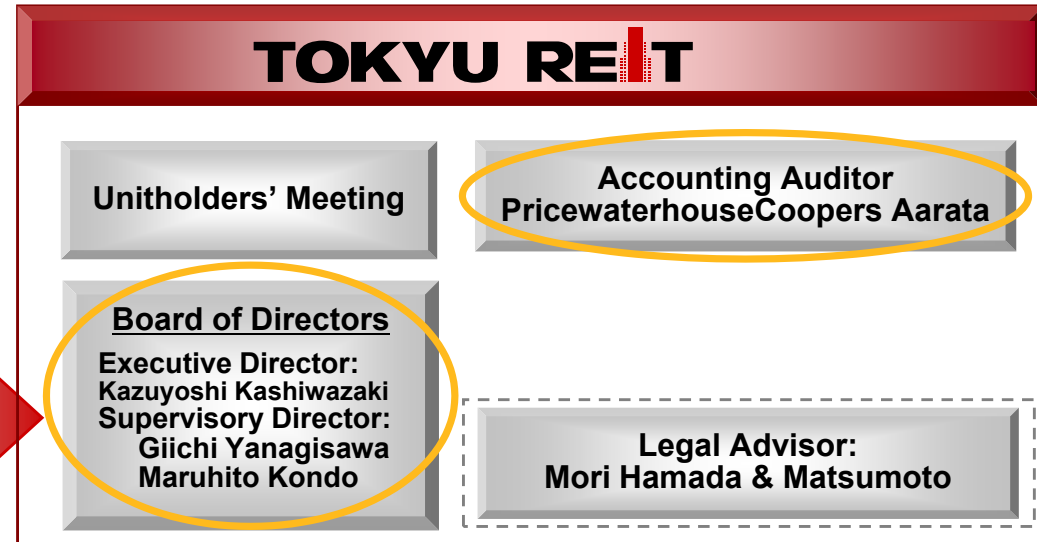 TOKYU REIT
Unitholders’ Meeting
Accounting Auditor
PricewaterhouseCoopers Aarata
Board of Directors
Executive Director:
Kazuyoshi Kashiwazaki
Supervisory Director:
Giichi Yanagisawa
Maruhito Kondo
Legal Advisor:
Mori Hamada & Matsumoto